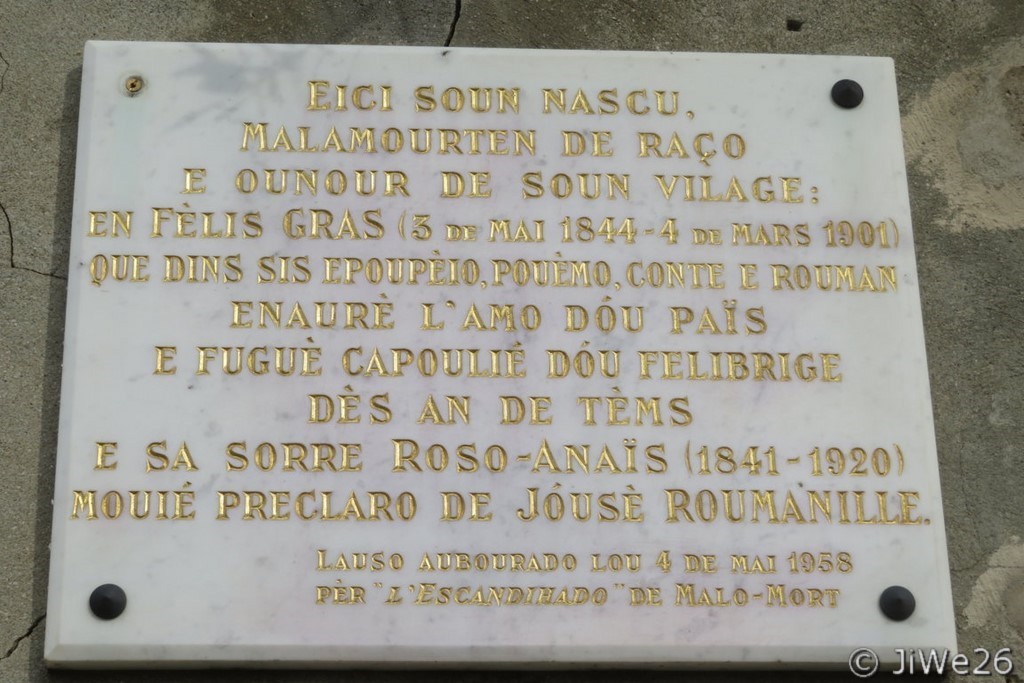 EICI SOUN NASCU,
MALAMOURTEN DE RAÇO
E OUNOUR DE SOUN VILAGE:
EN FÈLIS GRAS (3 DE MAI 1844-4 DE MARS 1901)
QUE DINS SIS EPOUPÈIO, POUÈMO, CONTE E ROUMAN
ENAURÈ L'AMO DÓU PAÏS
E FUGUÈ CAPOULIÉ DÓU FELIBRIGE
DÈS AN DE TÈMS
E SA SORRE ROSO-ANAÏS (1841-1920)
MOUIÉ PRECLARO DE JÓUSÈ ROUMANILLE.
LAUSO AUBOURADO LOU 4 DE MAI 1958
PÈR "L'ESCANDIHADO" DE MALO-MORT
© JiWe26